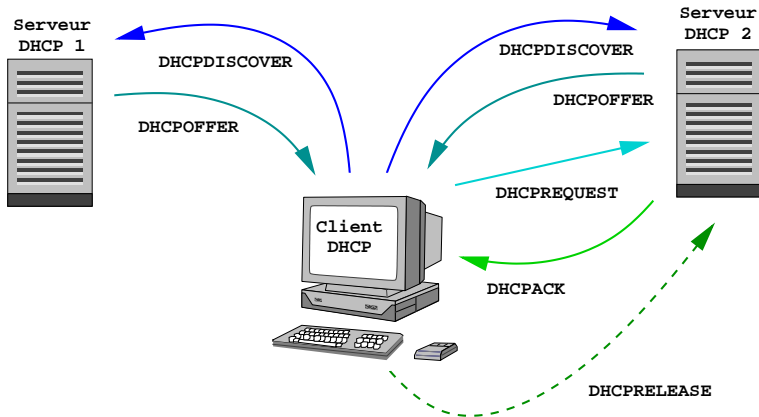 Serveur
DHCP 1
Serveur
DHCP 2
DHCPDISCOVER
DHCPDISCOVER
DHCPOFFER
DHCPOFFER
DHCPREQUEST
Client
DHCP
DHCPACK
DHCPRELEASE